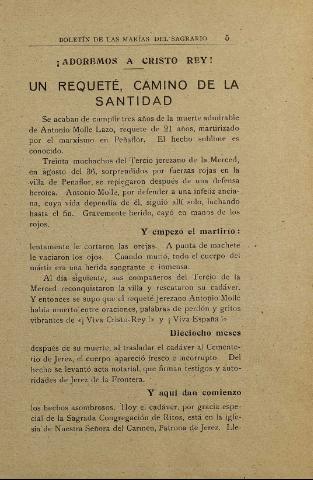 BOLETÍN DE LAS MARÍAS DEL SAGRARIO 5
¡ADOREMOS A CRISTO REY!
UN REQUETÉ, CAMINO DE LA
SANTIDAD
Se acaban de cumplir tres años de la muerte admirable
de Antonio Molle Lazo, requeté de 21 años, martirizado
por el marxismo en Peñaflor. El hecho sublime es
conocido.
Treinta muchachos del Tercio jerezano de la Merced,
en agosto del 36, sorprendidos por fuerzas rojas en la
villa de Peñaflor, se replegaron después de una defensa
heroica. Antonio Molle, por defender a una infeliz ancia-
na, cuya vida dependía de él, siguió allí solo, luchando
hasta el fin. Gravemente herido, cayó en manos de los
rojos.
Y empezó el martirio:
lentamente le cortaron las orejas. A punta de machete
le vaciaron los ojos. Cuando murió, todo el cuerpo del
mártir era una herida sangrante e inmensa.
Al día siguiente, sus compañeros del Tercio de la
Merced reconquistaron la villa y rescataron su cadáver.
Y entonces se supo que el requeté jerezano Antonio Molle
había muerto entre oraciones, palabras de perdón y gritos
vibrantes de «¡Viva Cristo-Rey!» y ¡Viva España!»
Dieciocho meses
después de su muerte, al trasladar el cadáver al Cemente-
rio de Jerez, el cuerpo apareció fresco e incorrupto. Del
hecho se levantó acta notarial, que firman testigos y auto-
ridades de Jerez de la Frontera.
Y aquí dan comienzo
los hechos asombrosos. Hoy el cadáver, por gracia espe-
cial de la Sagrada Congregación de Ritos, está en la igle-
sia de Nuestra Señora del Carmen, Patrona de Jerez. Lle-